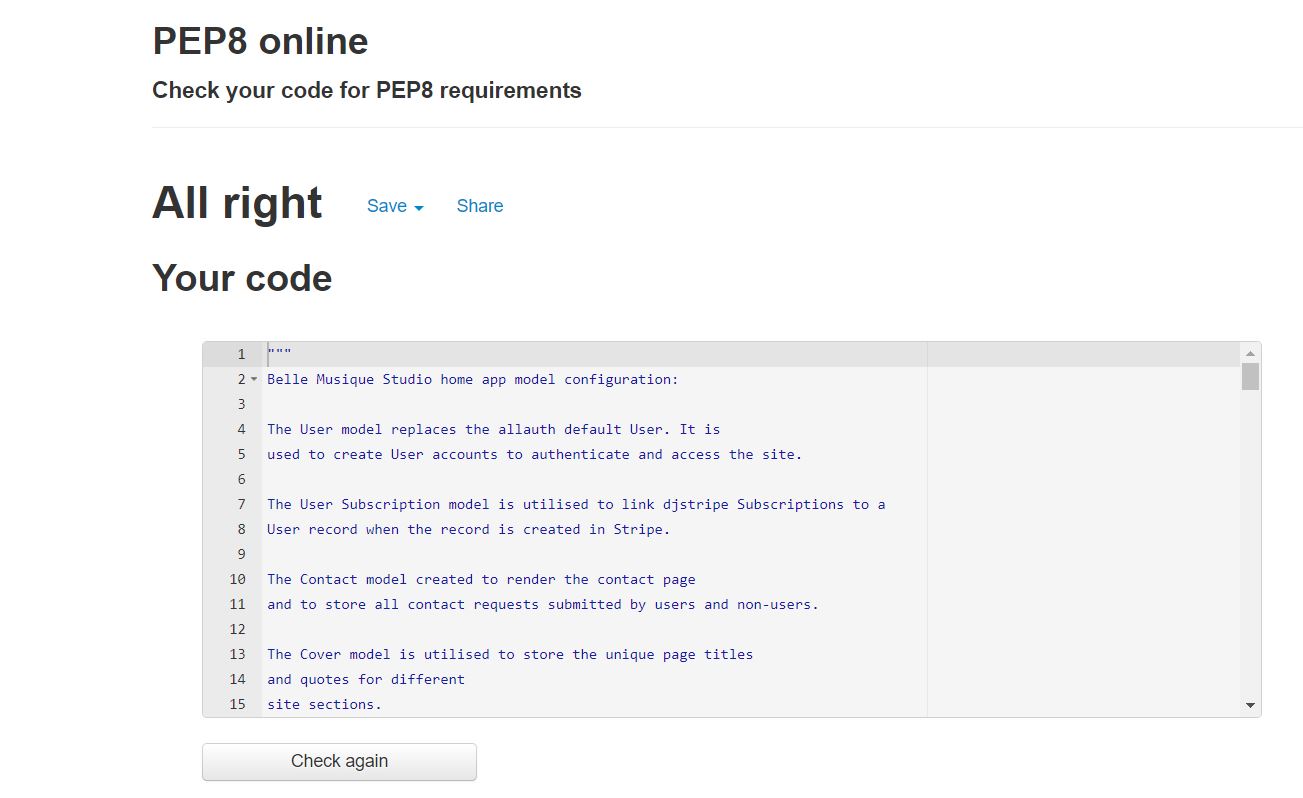 PEP8 online
Check your code for PEP8 requirements
All right Save Share
Your code
1 """
2 Belle Musique Studio home app model configuration:
3
4 The User model replaces the allauth default User. It is
5 used to create User accounts to authenticate and access the site.
6
7 The User Subscription model is utilised to link djstripe Subscriptions to a
8 User record when the record is created in Stripe.
9
10 The Contact model created to render the contact page
11 and to store all contact requests submitted by users and non-users.
12
13 The Cover model is utilised to store the unique page titles
14 and quotes for different
15 site sections.
Check again